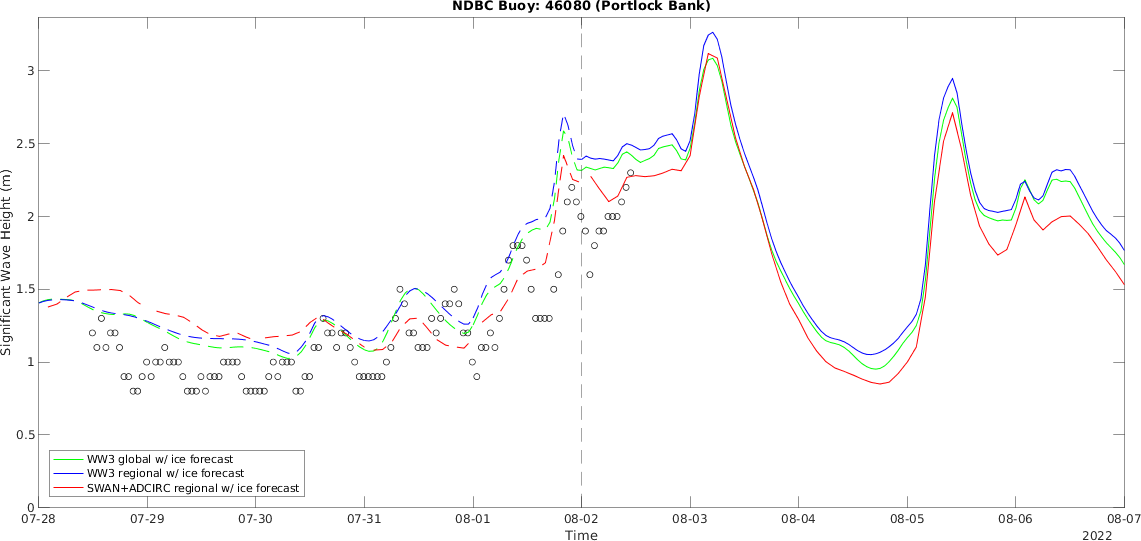 NDBC Buoy: 46080 (Portlock Bank)
Significant Wave Height (m)
3
2.5
2
1.5
1
0.5
0
WW3 global w/ ice forecast
WW3 regional w/ ice forecast
SWAN+ADCIRC regional w/ ice forecast
07-28 07-29 07-30 07-31 08-01 08-02 08-03 08-04 08-05 08-06 08-07
Time
2022